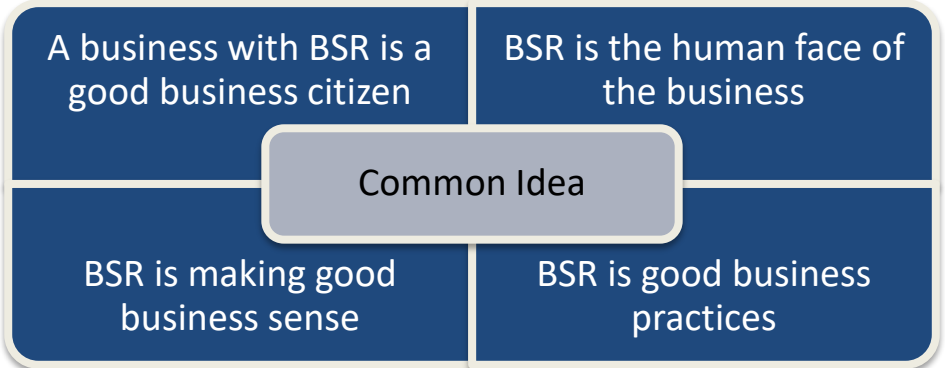 A business with BSR is a
good business citizen
BSR is the human face of
the business
Common Idea
BSR is making good
business sense
BSR is good business
practices